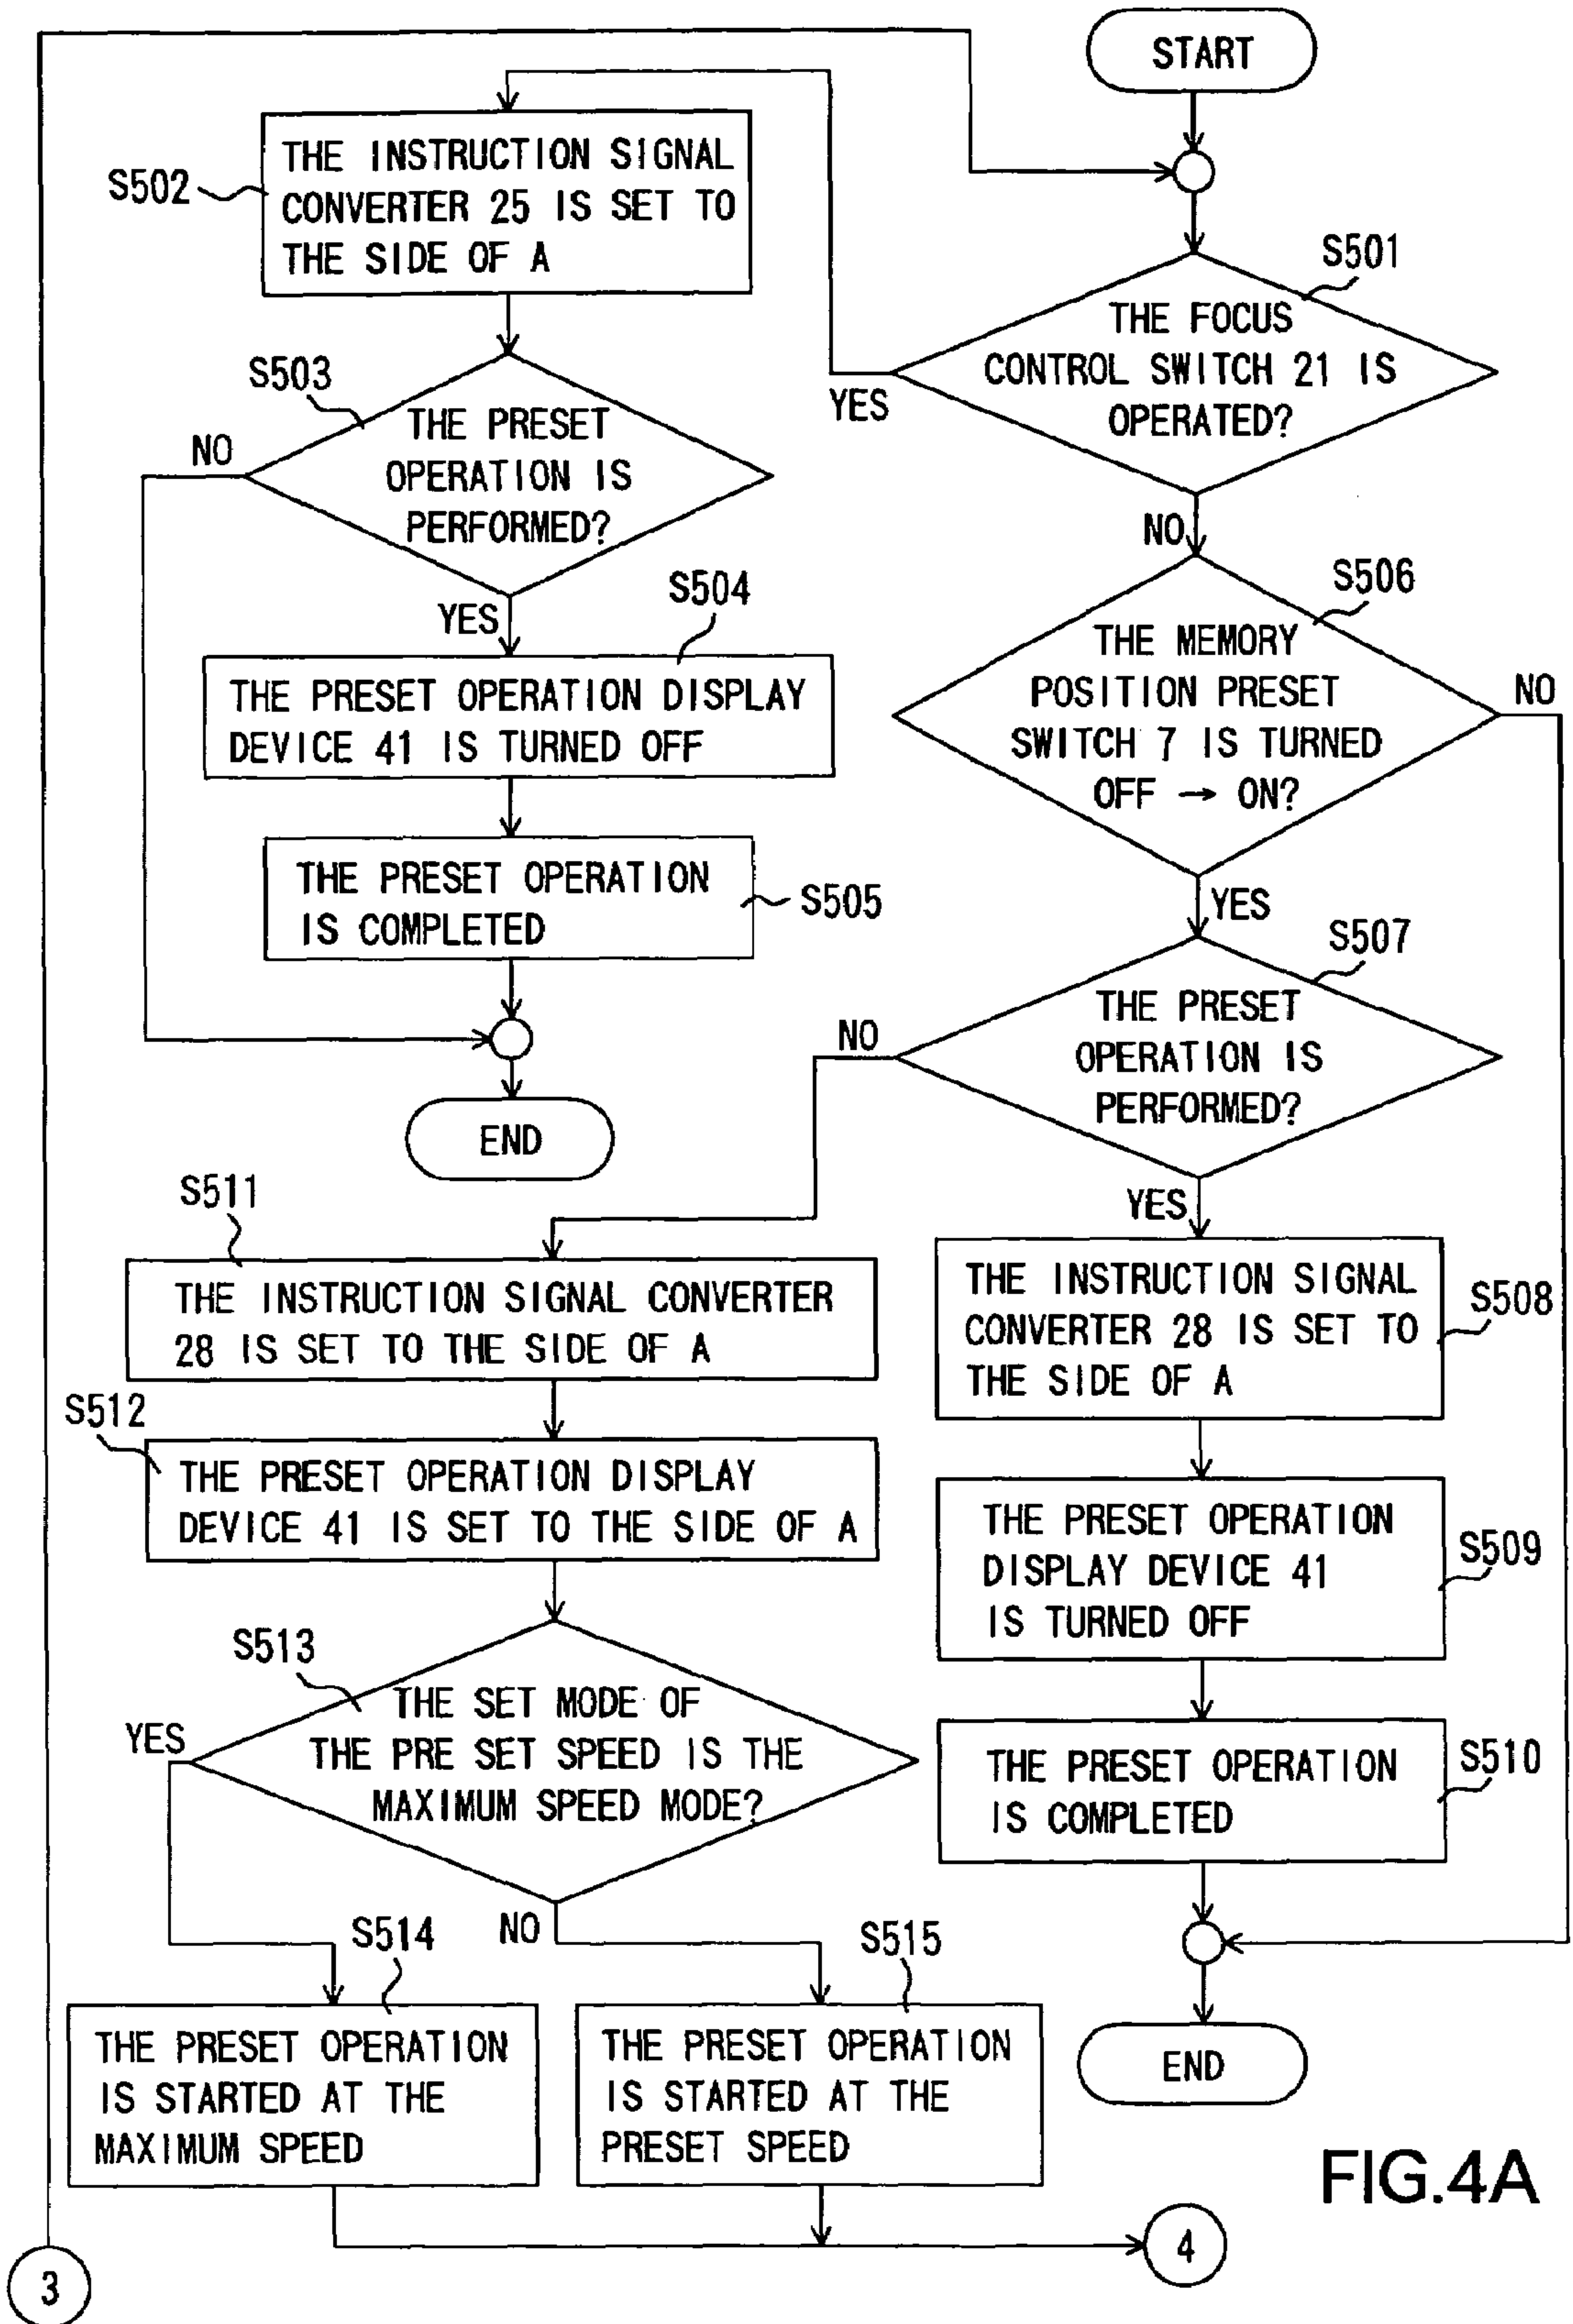 START
S501
THE FOCUS
CONTROL SWITCH 21 IS
OPERATED?
YES
NO
S502
THE INSTRUCTION SIGNAL
CONVERTER 25 IS SET TO
THE SIDE OF A
S503
THE PRESET
OPERATION IS
PERFORMED?
NO
YES
S504
THE PRESET OPERATION DISPLAY
DEVICE 41 IS TURNED OFF
THE PRESET OPERATION
IS COMPLETED
S505
END
S506
THE MEMORY
POSITION PRESET
SWITCH 7 IS TURNED
OFF → ON?
NO
YES
S507
THE PRESET
OPERATION IS
PERFORMED?
NO
YES
THE INSTRUCTION SIGNAL
CONVERTER 28 IS SET TO
THE SIDE OF A
S508
THE PRESET OPERATION
DISPLAY DEVICE 41
IS TURNED OFF
S509
THE PRESET OPERATION
IS COMPLETED
S510
END
S511
THE INSTRUCTION SIGNAL CONVERTER
28 IS SET TO THE SIDE OF A
S512
THE PRESET OPERATION DISPLAY
DEVICE 41 IS SET TO THE SIDE OF A
S513
THE SET MODE OF
THE PRE SET SPEED IS THE
MAXIMUM SPEED MODE?
YES
NO
S514
THE PRESET OPERATION
IS STARTED AT THE
MAXIMUM SPEED
S515
THE PRESET OPERATION
IS STARTED AT THE
PRESET SPEED
4
3
FIG.4A